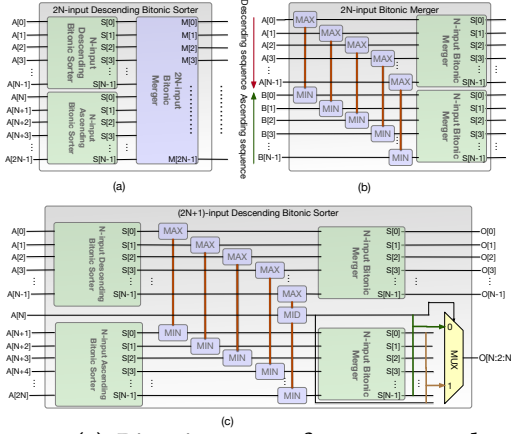 2N-input Descending Bitonic Sorter
A[0]
A[1]
A[2]
A[3]
A[N-1]
A[N]
A[N+1]
A[N+2]
A[N+3]
A[2N-1]
N-input Descending Bitonic Sorter
S[0]
S[1]
S[2]
S[3]
S[N-1]
N-input Ascending Bitonic Sorter
S[0]
S[1]
S[2]
S[3]
S[N-1]
2N-input Bitonic Merger
M[0]
M[1]
M[2]
M[3]
M[2N-1]
(a)
2N-input Bitonic Merger
Descending sequence
Ascending sequence
A[0]
A[1]
A[2]
A[3]
A[N-1]
B[0]
B[1]
B[2]
B[3]
B[N-1]
MAX
MAX
MAX
MAX
MAX
MIN
MIN
MIN
MIN
MIN
N-input Bitonic Merger
S[0]
S[1]
S[2]
S[3]
S[N-1]
N-input Bitonic Merger
S[0]
S[1]
S[2]
S[3]
S[N-1]
(b)
(2N+1)-input Descending Bitonic Sorter
A[0]
A[1]
A[2]
A[3]
A[N-1]
A[N]
A[N+1]
A[N+2]
A[N+3]
A[N+4]
A[2N]
N-input Descending Bitonic Sorter
S[0]
S[1]
S[2]
S[3]
S[N-1]
N-input Ascending Bitonic Sorter
S[0]
S[1]
S[2]
S[3]
S[N-1]
MAX
MAX
MAX
MAX
MAX
MID
MIN
MIN
MIN
MIN
MIN
N-input Bitonic Merger
S[0]
S[1]
S[2]
S[3]
S[N-1]
N-input Bitonic Merger
S[0]
S[1]
S[2]
S[3]
S[N-1]
O[0]
O[1]
O[2]
O[3]
O[N-1]
0
1
MUX
O[N:2:N
(c)